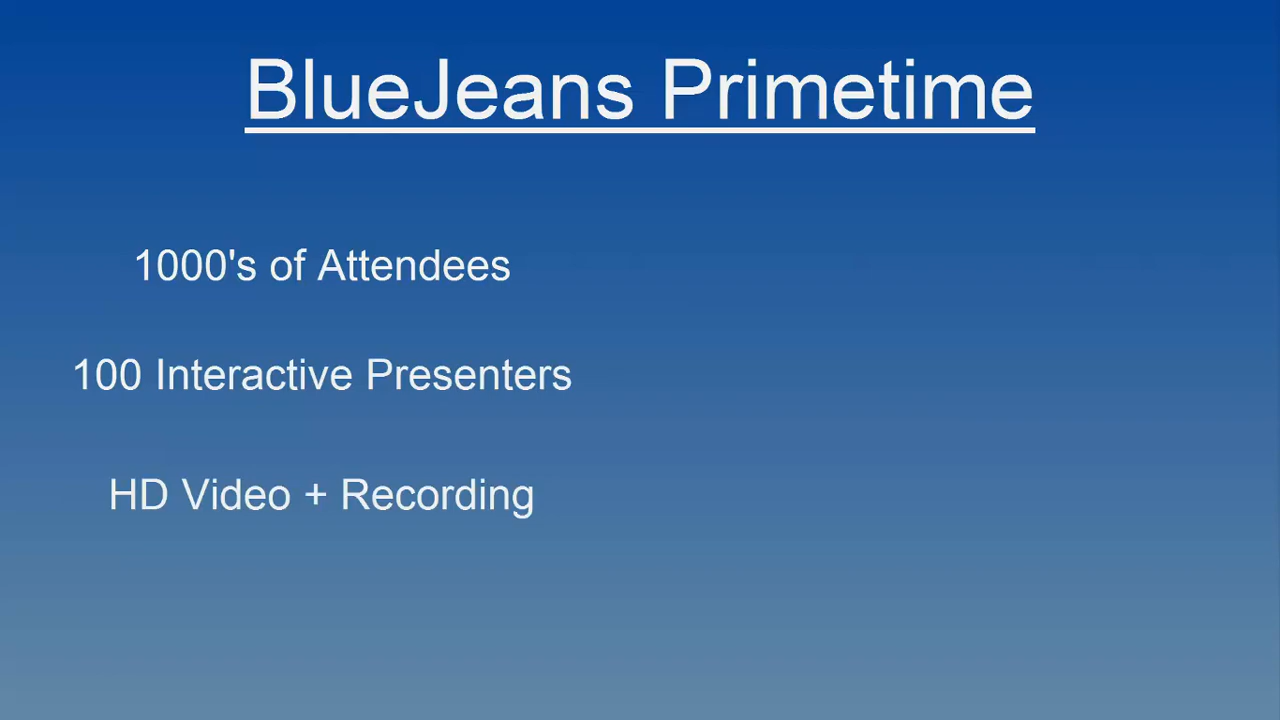 BlueJeans Primetime
1000's of Attendees
100 Interactive Presenters
HD Video + Recording